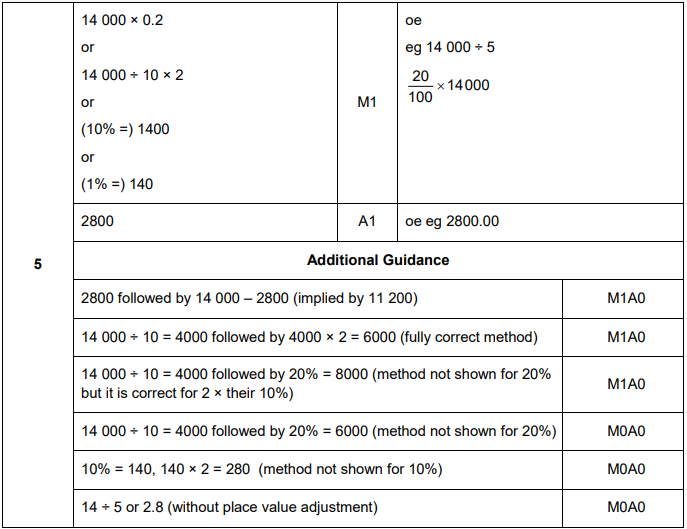 14 000 × 0.2
or
14 000 ÷ 10 × 2
or
(10% =) 1400
or
(1% =) 140
M1
oe
eg 14 000 ÷ 5
20/100 × 14000
2800
A1
oe eg 2800.00
5
Additional Guidance
2800 followed by 14 000 – 2800 (implied by 11 200)
M1A0
14 000 ÷ 10 = 4000 followed by 4000 × 2 = 6000 (fully correct method)
M1A0
14 000 ÷ 10 = 4000 followed by 20% = 8000 (method not shown for 20%
but it is correct for 2 × their 10%)
M1A0
14 000 ÷ 10 = 4000 followed by 20% = 6000 (method not shown for 20%)
M0A0
10% = 140, 140 × 2 = 280 (method not shown for 10%)
M0A0
14 ÷ 5 or 2.8 (without place value adjustment)
M0A0